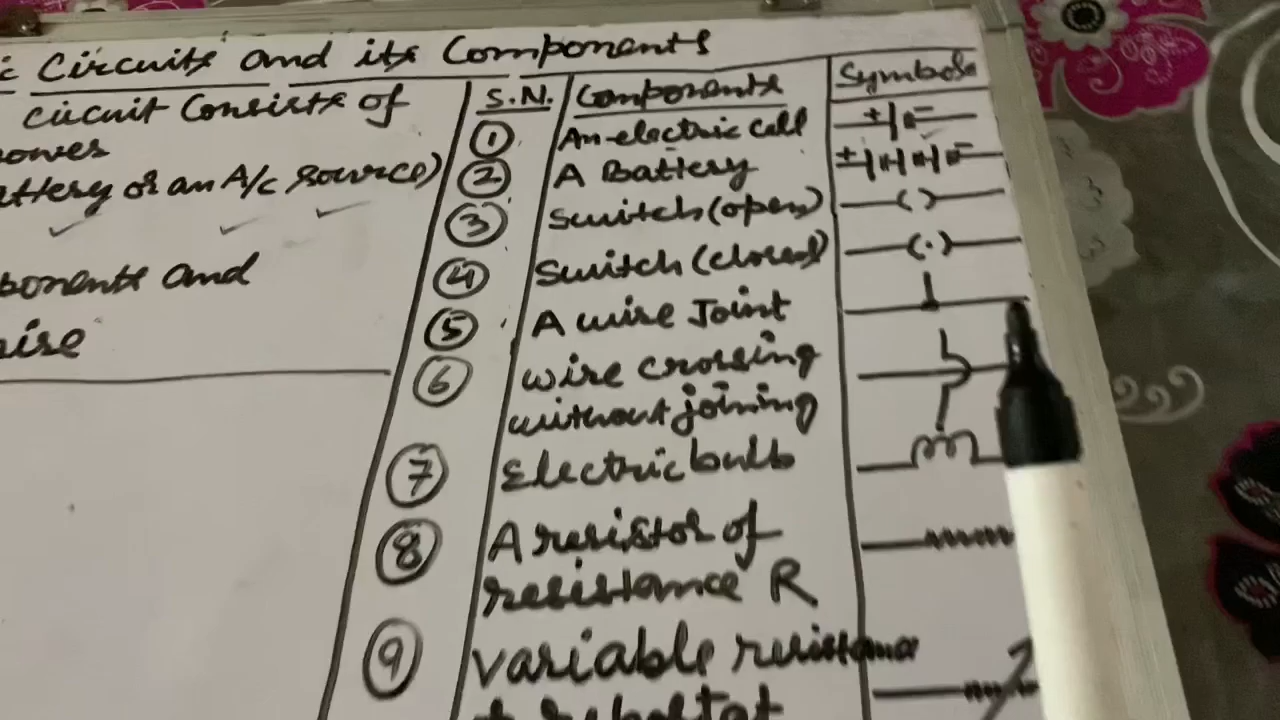 c Circuits and its Components
circuit Consists of
attery or an A/c source)
ponents and
S.N. Components Symbols
1 An electric cell
2 A Battery
3 Switch (open)
4 Switch (closed)
5 A wire Joint
6 wire crossing
without joining
7 Electric bulb
8 A resistor of
resistance R
9 variable resistance